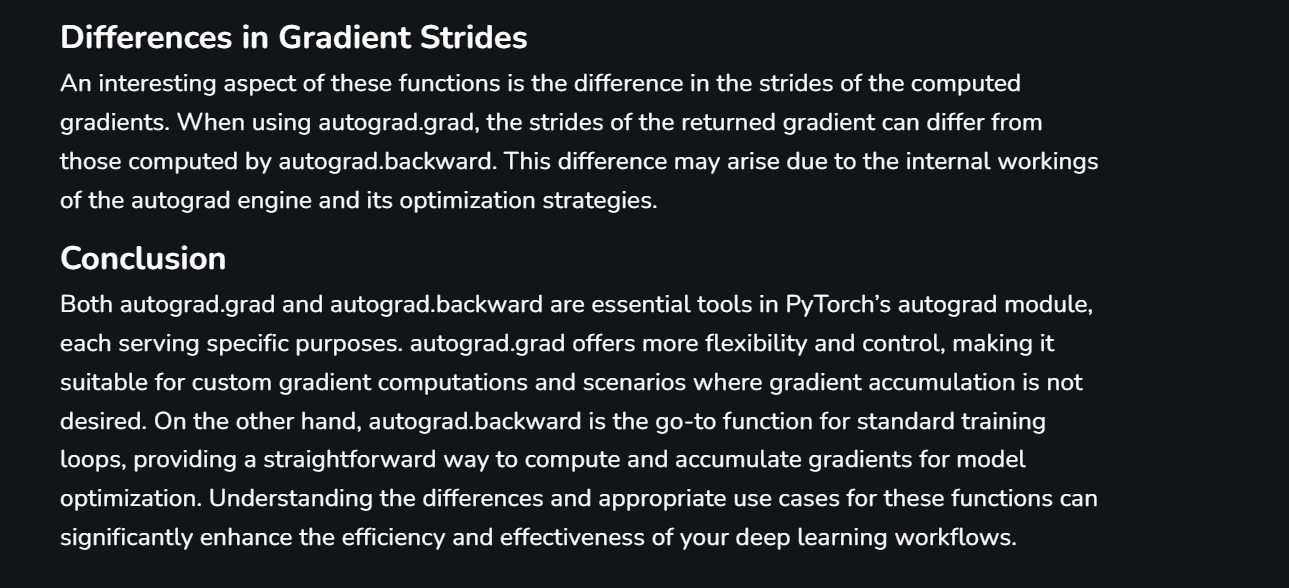 Differences in Gradient Strides
An interesting aspect of these functions is the difference in the strides of the computed
gradients. When using autograd.grad, the strides of the returned gradient can differ from
those computed by autograd.backward. This difference may arise due to the internal workings
of the autograd engine and its optimization strategies.
Conclusion
Both autograd.grad and autograd.backward are essential tools in PyTorch’s autograd module,
each serving specific purposes. autograd.grad offers more flexibility and control, making it
suitable for custom gradient computations and scenarios where gradient accumulation is not
desired. On the other hand, autograd.backward is the go-to function for standard training
loops, providing a straightforward way to compute and accumulate gradients for model
optimization. Understanding the differences and appropriate use cases for these functions can
significantly enhance the efficiency and effectiveness of your deep learning workflows.